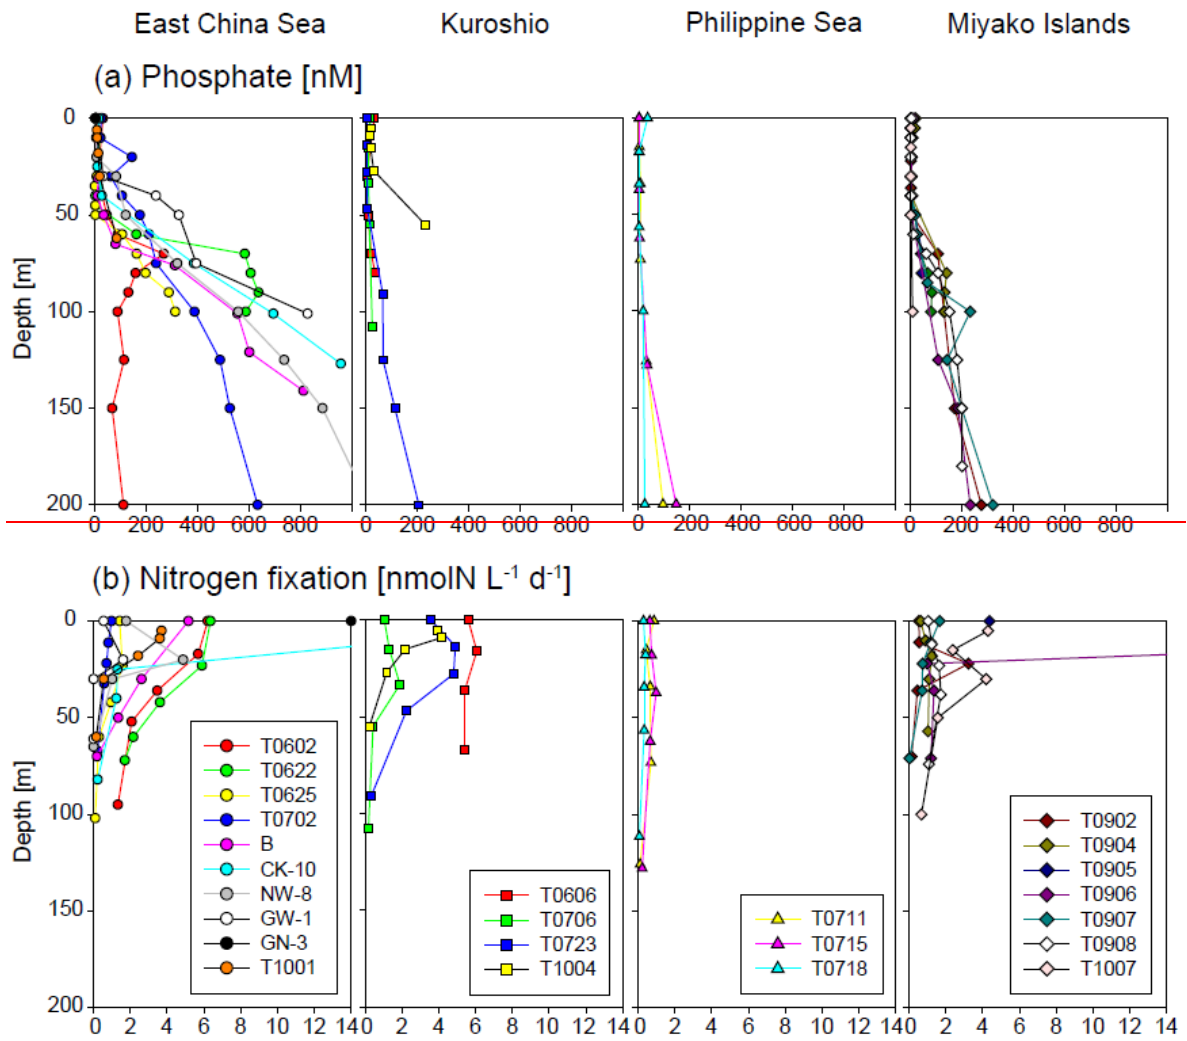 East China Sea Kuroshio Philippine Sea Miyako Islands
(a) Phosphate [nM]
0
50
100
150
200
Depth [m]
0 200 400 600 800 0 200 400 600 800 0 200 400 600 800 0 200 400 600 800
(b) Nitrogen fixation [nmolN L⁻¹ d⁻¹]
0
50
100
150
200
Depth [m]
T0602
T0622
T0625
T0702
B
CK-10
NW-8
GW-1
GN-3
T1001
T0606
T0706
T0723
T1004
T0711
T0715
T0718
T0902
T0904
T0905
T0906
T0907
T0908
T1007
0 2 4 6 8 10 12 14 0 2 4 6 8 10 12 14 0 2 4 6 8 10 12 14 0 2 4 6 8 10 12 14